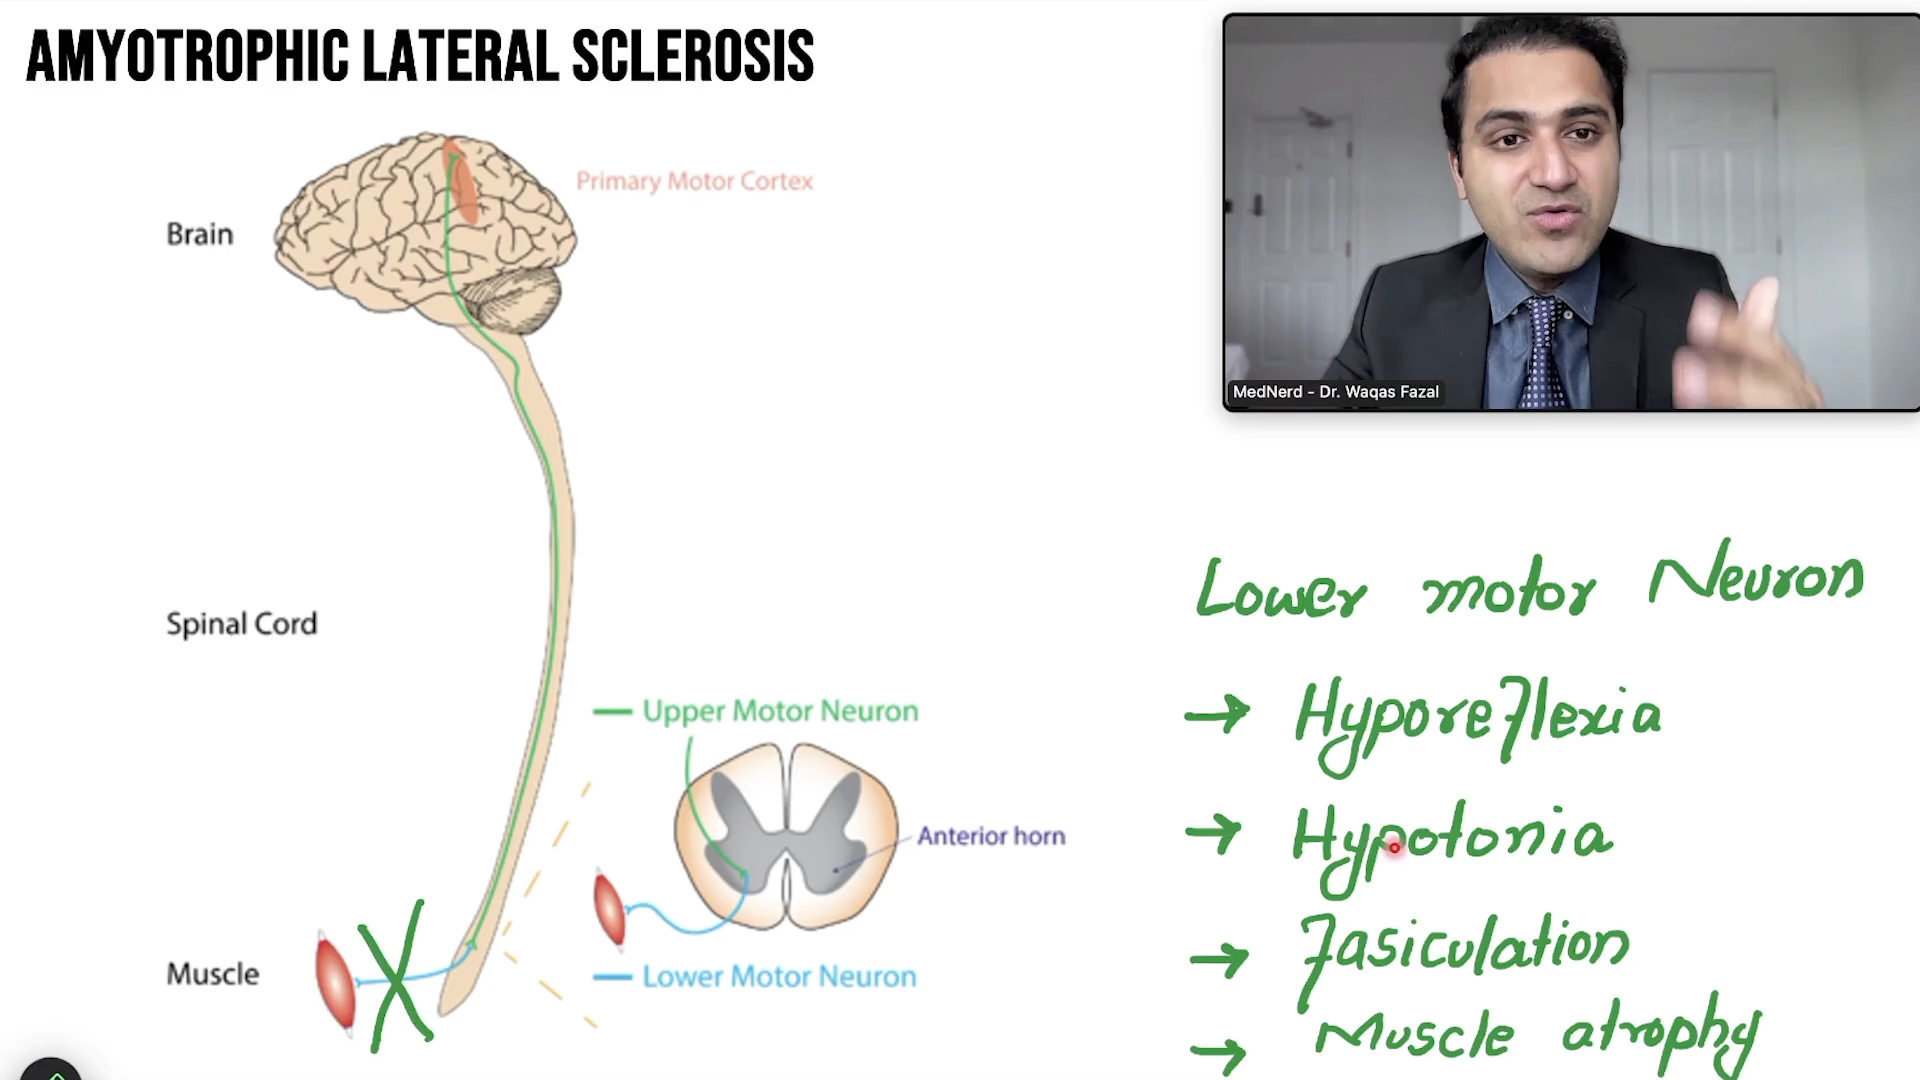 AMYOTROPHIC LATERAL SCLEROSIS
Primary Motor Cortex
Brain
MedNerd - Dr. Waqas Fazal
Spinal Cord
Upper Motor Neuron
Anterior horn
Muscle
Lower Motor Neuron
Lower motor Neuron
→ Hyporeflexia
→ Hypotonia
→ Fasiculation
→ Muscle atrophy